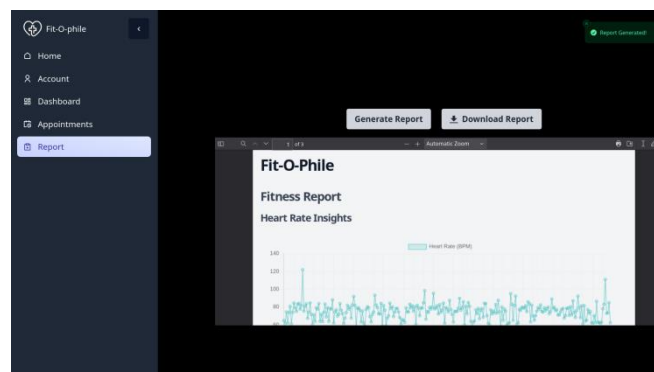 Fit-O-phile
Home
Account
Dashboard
Appointments
Report
Report Generated!
Generate Report
Download Report
1 of 3
Automatic Zoom
Fit-O-Phile
Fitness Report
Heart Rate Insights
Heart Rate (BPM)
140
120
100
80
60